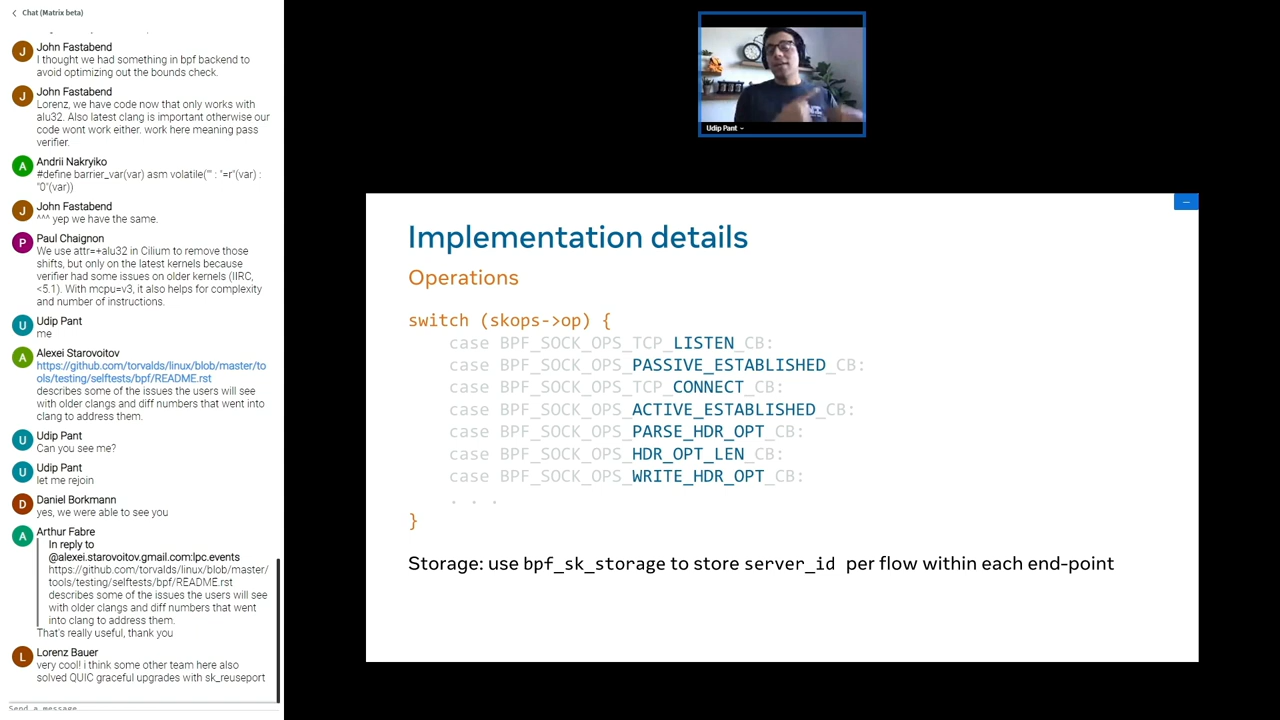 Chat (Matrix beta)
John Fastabend
I thought we had something in bpf backend to
avoid optimizing out the bounds check.
John Fastabend
Lorenz, we have code now that only works with
alu32. Also latest clang is important otherwise our
code wont work either. work here meaning pass
verifier.
Andrii Nakryiko
#define barrier_var(var) asm volatile("" : "=r"(var) :
"0"(var))
John Fastabend
^^^ yep we have the same.
Paul Chaignon
We use attr=+alu32 in Cilium to remove those
shifts, but only on the latest kernels because
verifier had some issues on older kernels (IIRC,
<5.1). With mcpu=v3, it also helps for complexity
and number of instructions.
Udip Pant
me
Alexei Starovoitov
https://github.com/torvalds/linux/blob/master/to
ols/testing/selftests/bpf/README.rst
describes some of the issues the users will see
with older clangs and diff numbers that went into
clang to address them.
Udip Pant
Can you see me?
Udip Pant
let me rejoin
Daniel Borkmann
yes, we were able to see you
Arthur Fabre
In reply to
@alexei.starovoitov.gmail.com:lpc.events
https://github.com/torvalds/linux/blob/master/
tools/testing/selftests/bpf/README.rst
describes some of the issues the users will see
with older clangs and diff numbers that went
into clang to address them.
That's really useful, thank you
Lorenz Bauer
very cool! i think some other team here also
solved QUIC graceful upgrades with sk_reuseport
Send a message
Udip Pant
Implementation details
Operations
switch (skops->op) {
case BPF_SOCK_OPS_TCP_LISTEN_CB:
case BPF_SOCK_OPS_PASSIVE_ESTABLISHED_CB:
case BPF_SOCK_OPS_TCP_CONNECT_CB:
case BPF_SOCK_OPS_ACTIVE_ESTABLISHED_CB:
case BPF_SOCK_OPS_PARSE_HDR_OPT_CB:
case BPF_SOCK_OPS_HDR_OPT_LEN_CB:
case BPF_SOCK_OPS_WRITE_HDR_OPT_CB:
. . .
}
Storage: use bpf_sk_storage to store server_id per flow within each end-point